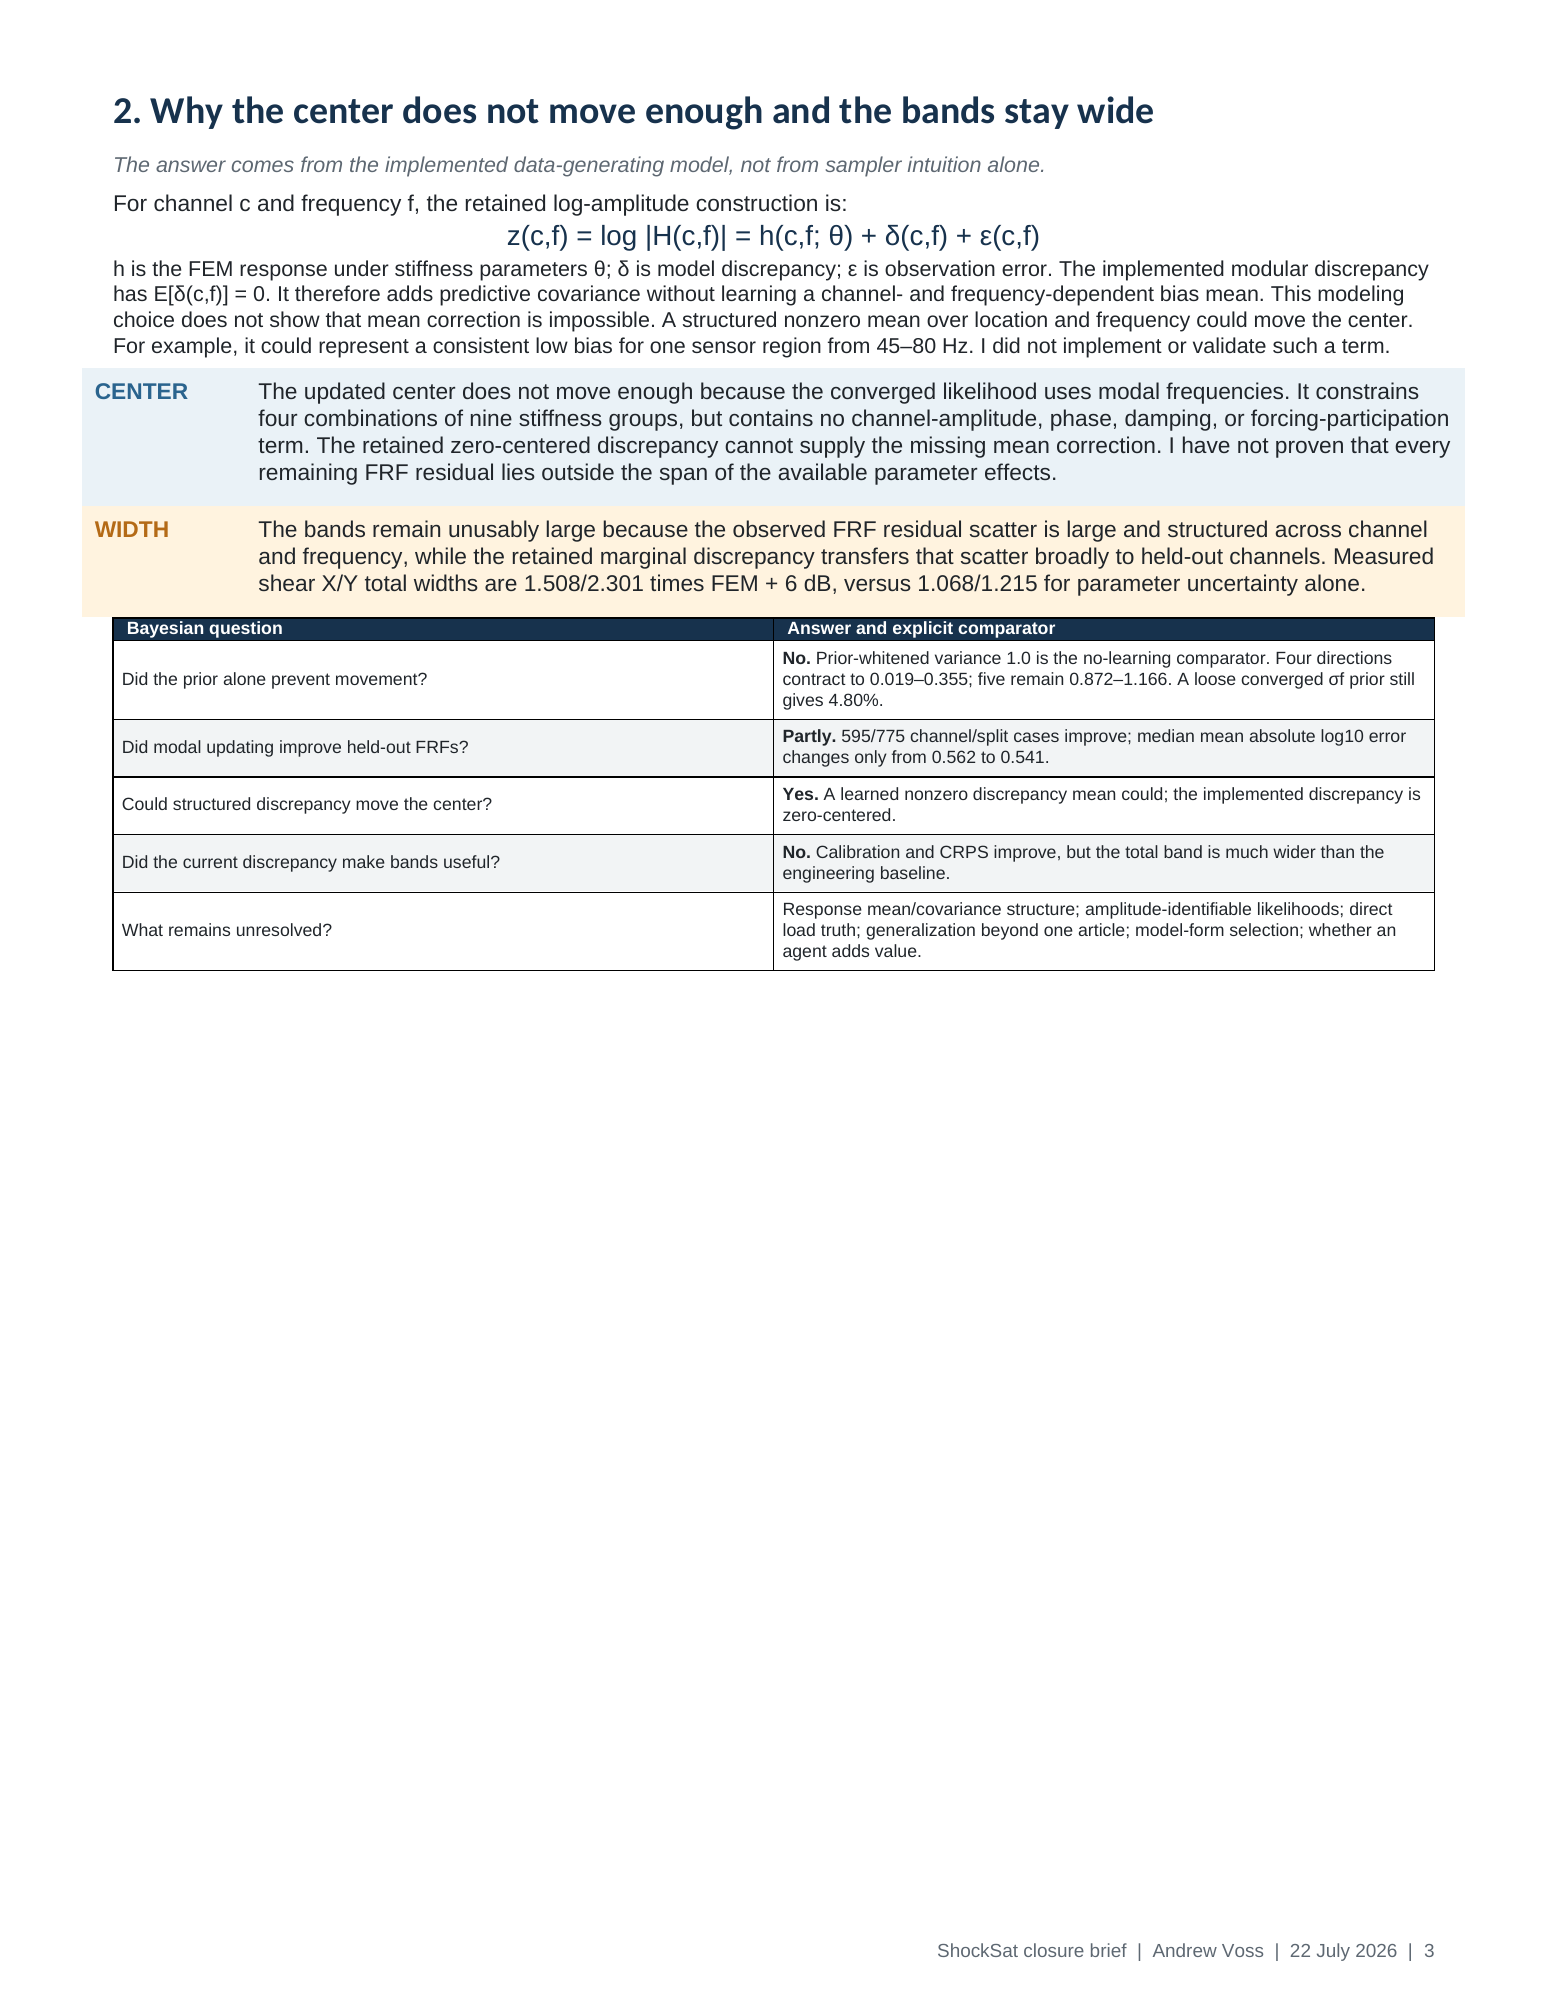 2. Why the center does not move enough and the bands stay wide
The answer comes from the implemented data-generating model, not from sampler intuition alone.
For channel c and frequency f, the retained log-amplitude construction is:
z(c,f) = log |H(c,f)| = h(c,f; θ) + δ(c,f) + ε(c,f)
h is the FEM response under stiffness parameters θ; δ is model discrepancy; ε is observation error. The implemented modular discrepancy
has E[δ(c,f)] = 0. It therefore adds predictive covariance without learning a channel- and frequency-dependent bias mean. This modeling
choice does not show that mean correction is impossible. A structured nonzero mean over location and frequency could move the center.
For example, it could represent a consistent low bias for one sensor region from 45–80 Hz. I did not implement or validate such a term.
CENTER
The updated center does not move enough because the converged likelihood uses modal frequencies. It constrains
four combinations of nine stiffness groups, but contains no channel-amplitude, phase, damping, or forcing-participation
term. The retained zero-centered discrepancy cannot supply the missing mean correction. I have not proven that every
remaining FRF residual lies outside the span of the available parameter effects.
WIDTH
The bands remain unusably large because the observed FRF residual scatter is large and structured across channel
and frequency, while the retained marginal discrepancy transfers that scatter broadly to held-out channels. Measured
shear X/Y total widths are 1.508/2.301 times FEM + 6 dB, versus 1.068/1.215 for parameter uncertainty alone.
Bayesian question
Answer and explicit comparator
Did the prior alone prevent movement?
No. Prior-whitened variance 1.0 is the no-learning comparator. Four directions
contract to 0.019–0.355; five remain 0.872–1.166. A loose converged σf prior still
gives 4.80%.
Did modal updating improve held-out FRFs?
Partly. 595/775 channel/split cases improve; median mean absolute log10 error
changes only from 0.562 to 0.541.
Could structured discrepancy move the center?
Yes. A learned nonzero discrepancy mean could; the implemented discrepancy is
zero-centered.
Did the current discrepancy make bands useful?
No. Calibration and CRPS improve, but the total band is much wider than the
engineering baseline.
What remains unresolved?
Response mean/covariance structure; amplitude-identifiable likelihoods; direct
load truth; generalization beyond one article; model-form selection; whether an
agent adds value.
ShockSat closure brief | Andrew Voss | 22 July 2026 | 3